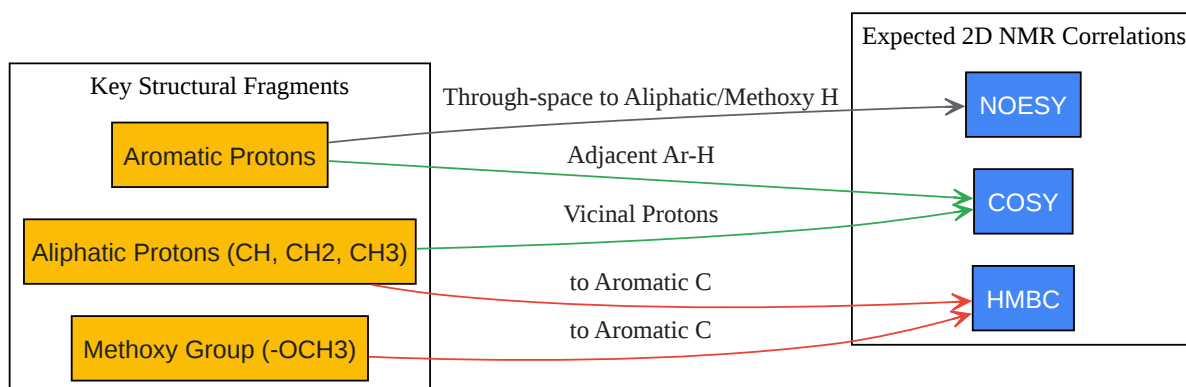 Expected 2D NMR Correlations
Key Structural Fragments
Through-space to Aliphatic/Methoxy H
NOESY
Aromatic Protons
Adjacent Ar-H
COSY
Vicinal Protons
Aliphatic Protons (CH, CH2, CH3)
to Aromatic C
HMBC
to Aromatic C
Methoxy Group (-OCH3)